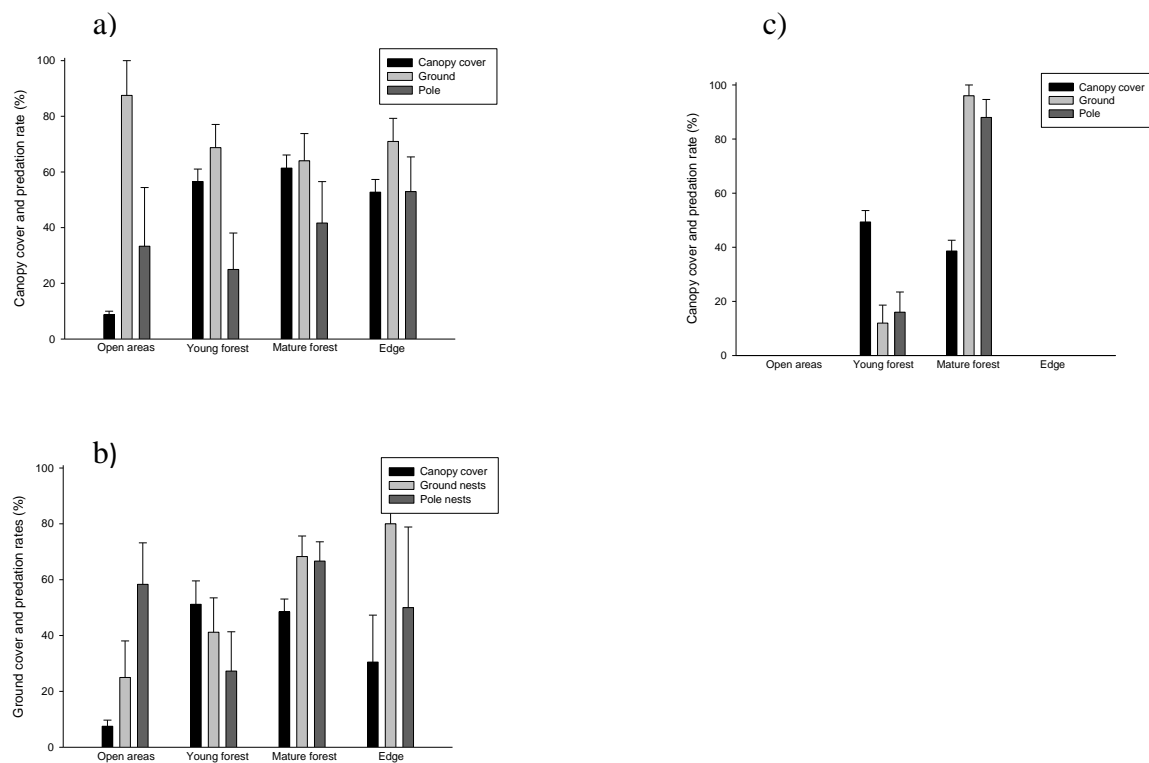 a)
Canopy cover and predation rate (%)
100
80
60
40
20
0
Open areas Young forest Mature forest Edge
Canopy cover
Ground
Pole
c)
Canopy cover and predation rate (%)
100
80
60
40
20
0
Open areas Young forest Mature forest Edge
Canopy cover
Ground
Pole
b)
Ground cover and predation rates (%)
100
80
60
40
20
0
Open areas Young forest Mature forest Edge
Canopy cover
Ground nests
Pole nests